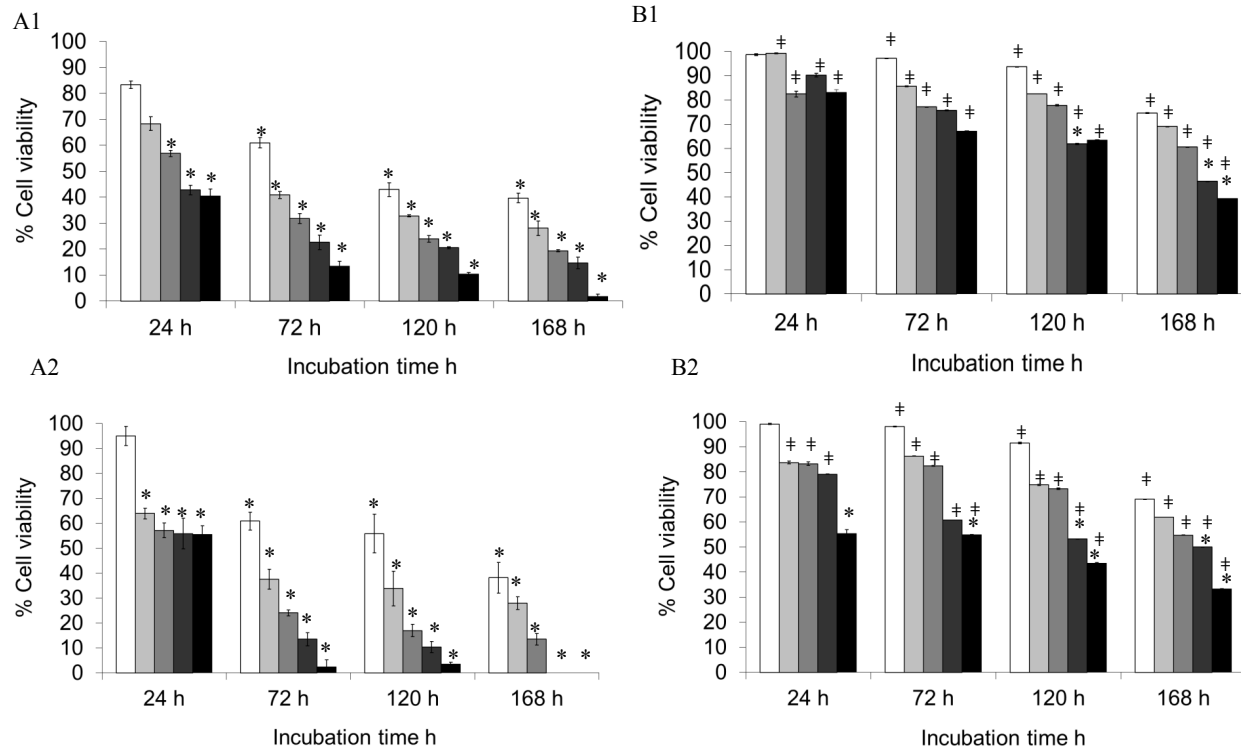 A1
100
90
80
70
60
50
40
30
20
10
0
% Cell viability
* * *
* * * * *
* * * * *
* * * * *
24 h 72 h 120 h 168 h
Incubation time h
B1
100
90
80
70
60
50
40
30
20
10
0
% Cell viability
ǂ ǂ ǂ ǂ
ǂ ǂ ǂ ǂ ǂ
ǂ ǂ * ǂ
ǂ ǂ ǂ ǂ * ǂ *
24 h 72 h 120 h 168 h
Incubation time h
A2
100
90
80
70
60
50
40
30
20
10
0
% Cell viability
* * * *
* * * * *
* * * * *
* * * * *
24 h 72 h 120 h 168 h
Incubation time h
B2
100
90
80
70
60
50
40
30
20
10
0
% Cell viability
ǂ ǂ ǂ *
ǂ ǂ ǂ ǂ ǂ *
ǂ ǂ ǂ ǂ * ǂ *
ǂ ǂ ǂ ǂ * ǂ *
24 h 72 h 120 h 168 h
Incubation time h